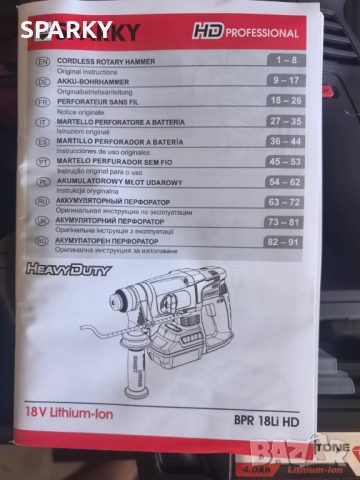 SPARKY
SPARKY
HD PROFESSIONAL
EN CORDLESS ROTARY HAMMER 1 – 8
Original instructions
DE AKKU-BOHRHAMMER 9 – 17
Originalbetriebsanleitung
FR PERFORATEUR SANS FIL 18 – 26
Notice originale
IT MARTELLO PERFORATORE A BATTERIA 27 – 35
Istruzioni originali
ES MARTILLO PERFORADOR A BATERÍA 36 – 44
Instrucciones de uso originales
PT MARTELO PERFURADOR SEM FIO 45 – 53
Instrução original para o uso
PL AKUMULATOROWY MŁOT UDAROWY 54 – 62
Instrukcja oryginalna
RU АККУМУЛЯТОРНЫЙ ПЕРФОРАТОР 63 – 72
Оригинальная инструкция по эксплуатации
UK АКУМУЛЯТОРНИЙ ПЕРФОРАТОР 73 – 81
Оригінальна інструкція з експлуатації
BG АКУМУЛАТОРЕН ПЕРФОРАТОР 82 – 91
Оригинална инструкция за използване
HEAVYDUTY
18V Lithium-Ion
BPR 18Li HD
TONE
4.0Ah Lithium-Ion
BAZAR